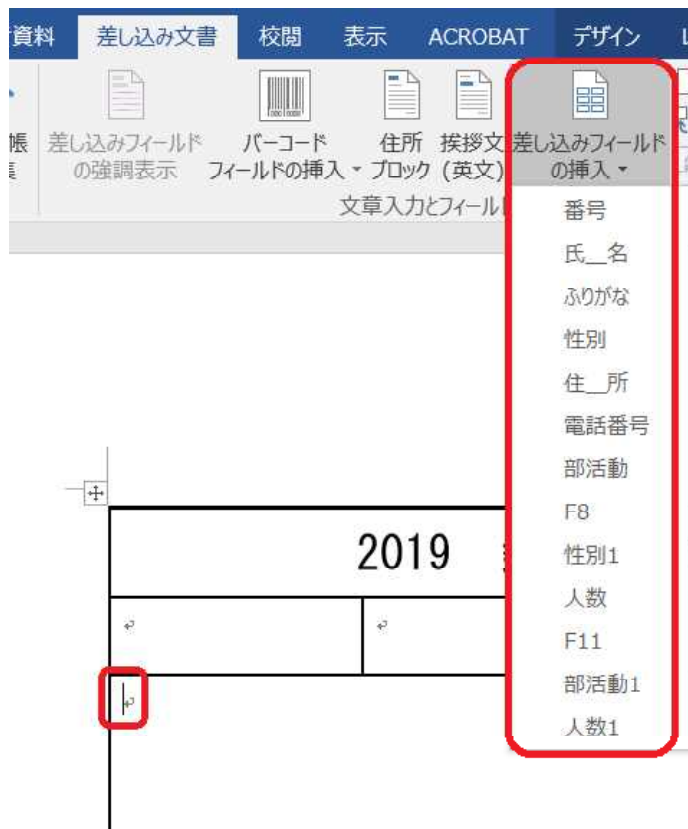 資料 差し込み文書 校閲 表示 ACROBAT デザイン
帳 差し込みフィールド バーコード 住所 挨拶文 差し込みフィールド
の強調表示 フィールドの挿入 ブロック (英文) の挿入
文章入力とフィール
番号
氏__名
ふりがな
性別
住__所
電話番号
部活動
F8
性別1
人数
F11
部活動1
人数1
2019